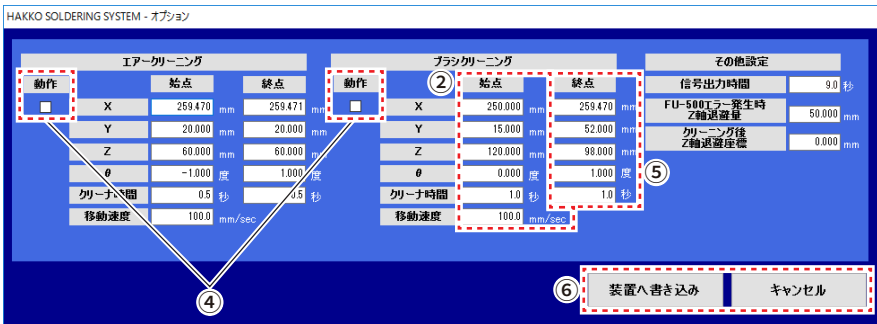 HAKKO SOLDERING SYSTEM - オプション
エアークリーニング
動作 始点 終点
X 259.470 mm 259.471 mm
Y 20.000 mm 20.000 mm
Z 60.000 mm 60.000 mm
θ -1.000 度 1.000 度
クリーナ時間 0.5 秒 0.5 秒
移動速度 100.0 mm/sec
④
ブラシクリーニング
動作 ② 始点 終点
X 250.000 mm 259.470 mm
Y 15.000 mm 52.000 mm
Z 120.000 mm 98.000 mm
θ 0.000 度 1.000 度 ⑤
クリーナ時間 1.0 秒 1.0 秒
移動速度 100.0 mm/sec
その他設定
信号出力時間 9.0 秒
FU-500エラー発生時
Z軸退避量 50.000 mm
クリーニング後
Z軸退避座標 0.000 mm
⑥ 装置へ書き込み キャンセル